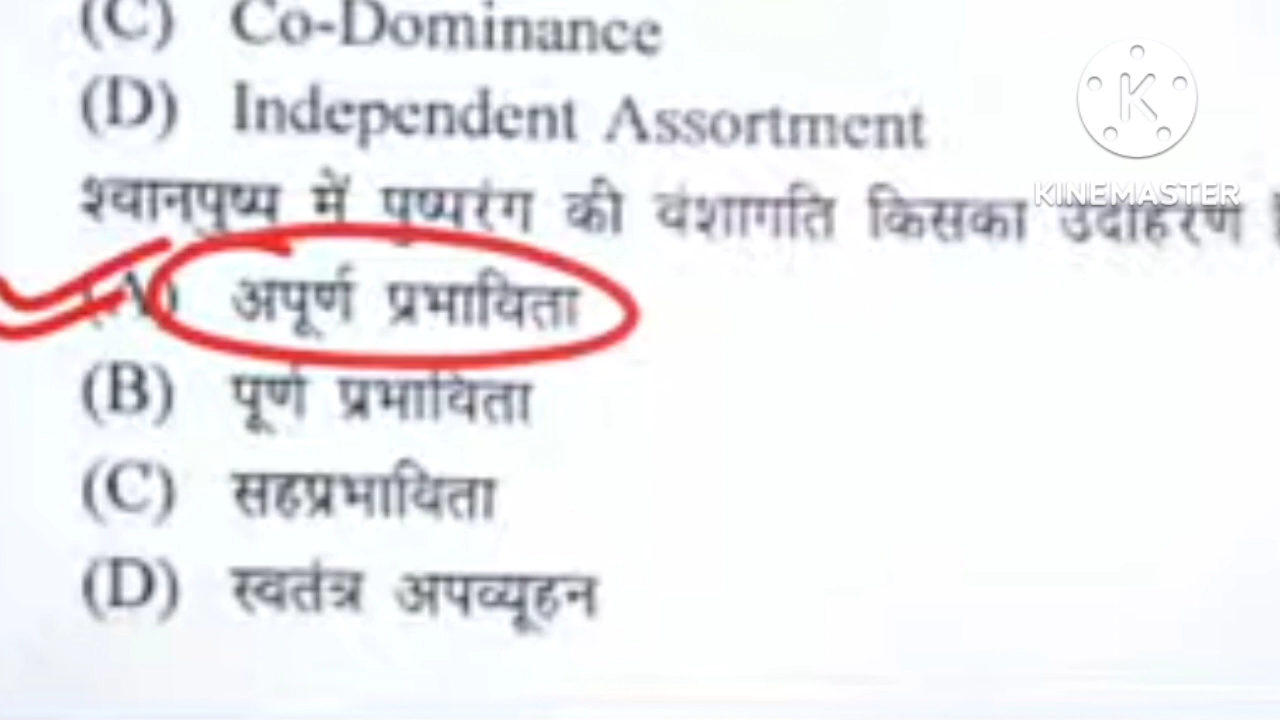 (C) Co-Dominance
(D) Independent Assortment
श्वानपुष्प में पुष्परंग की वंशागति किसका उदाहरण
(A) अपूर्ण प्रभाविता
(B) पूर्ण प्रभाविता
(C) सहप्रभाविता
(D) स्वतंत्र अपव्यूहन
KINEMASTER